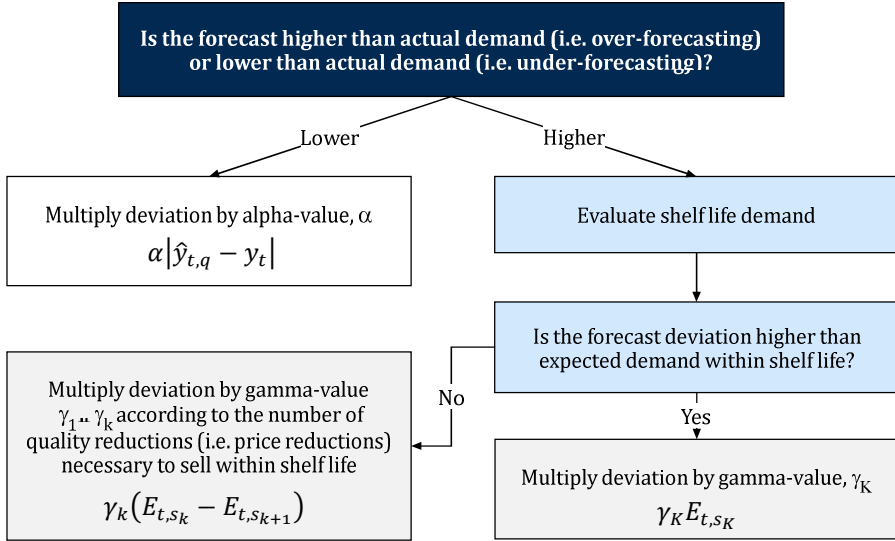 Is the forecast higher than actual demand (i.e. over-forecasting)
or lower than actual demand (i.e. under-forecasting)?
Lower
Higher
Multiply deviation by alpha-value, α
α|ŷ_{t,q} − y_t|
Evaluate shelf life demand
Is the forecast deviation higher than
expected demand within shelf life?
No
Yes
Multiply deviation by gamma-value
γ_1.. γ_k according to the number of
quality reductions (i.e. price reductions)
necessary to sell within shelf life
γ_k(E_{t,s_k} − E_{t,s_{k+1}})
Multiply deviation by gamma-value, γ_K
γ_K E_{t,s_K}